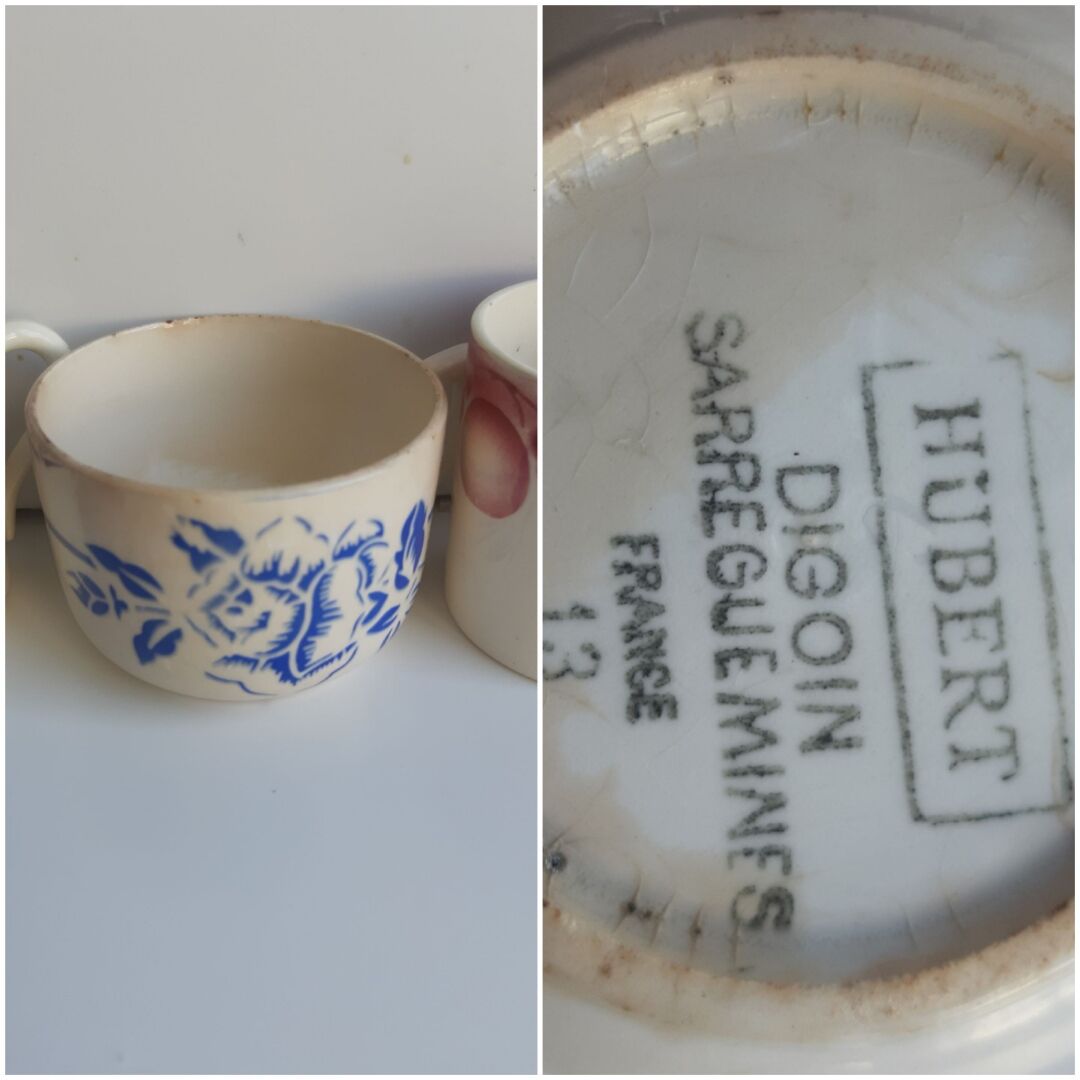 HUBERT
DIGOIN
SARREGUEMINES
FRANCE
13